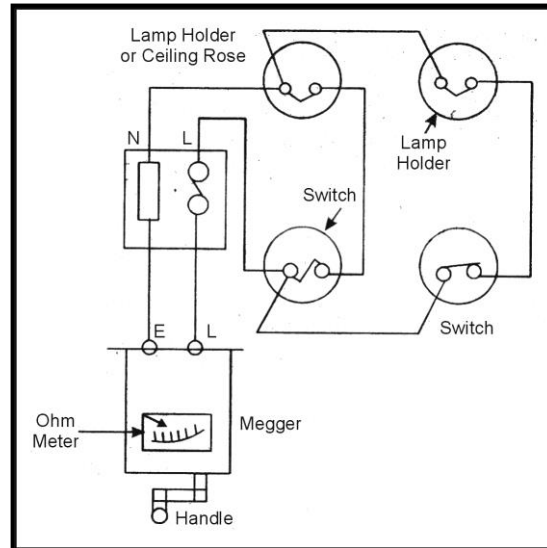 Lamp Holder
or Ceiling Rose
N
L
Lamp
Holder
Switch
E
L
Switch
Ohm
Meter
Megger
Handle